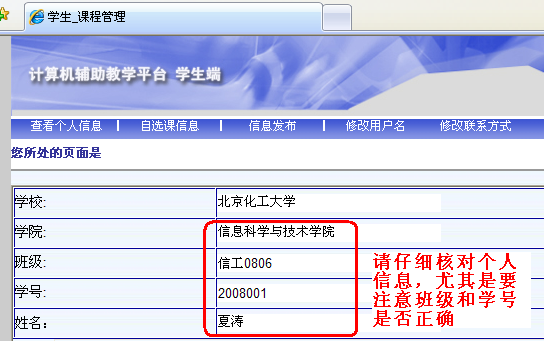 学生_课程管理
计算机辅助教学平台 学生端
查看个人信息 自选课信息 信息发布 修改用户名 修改联系方式
您所处的页面是
学校: 北京化工大学
学院: 信息科学与技术学院
班级: 信工0806
学号: 2008001
姓名: 夏涛
请仔细核对个人
信息，尤其是要
注意班级和学号
是否正确